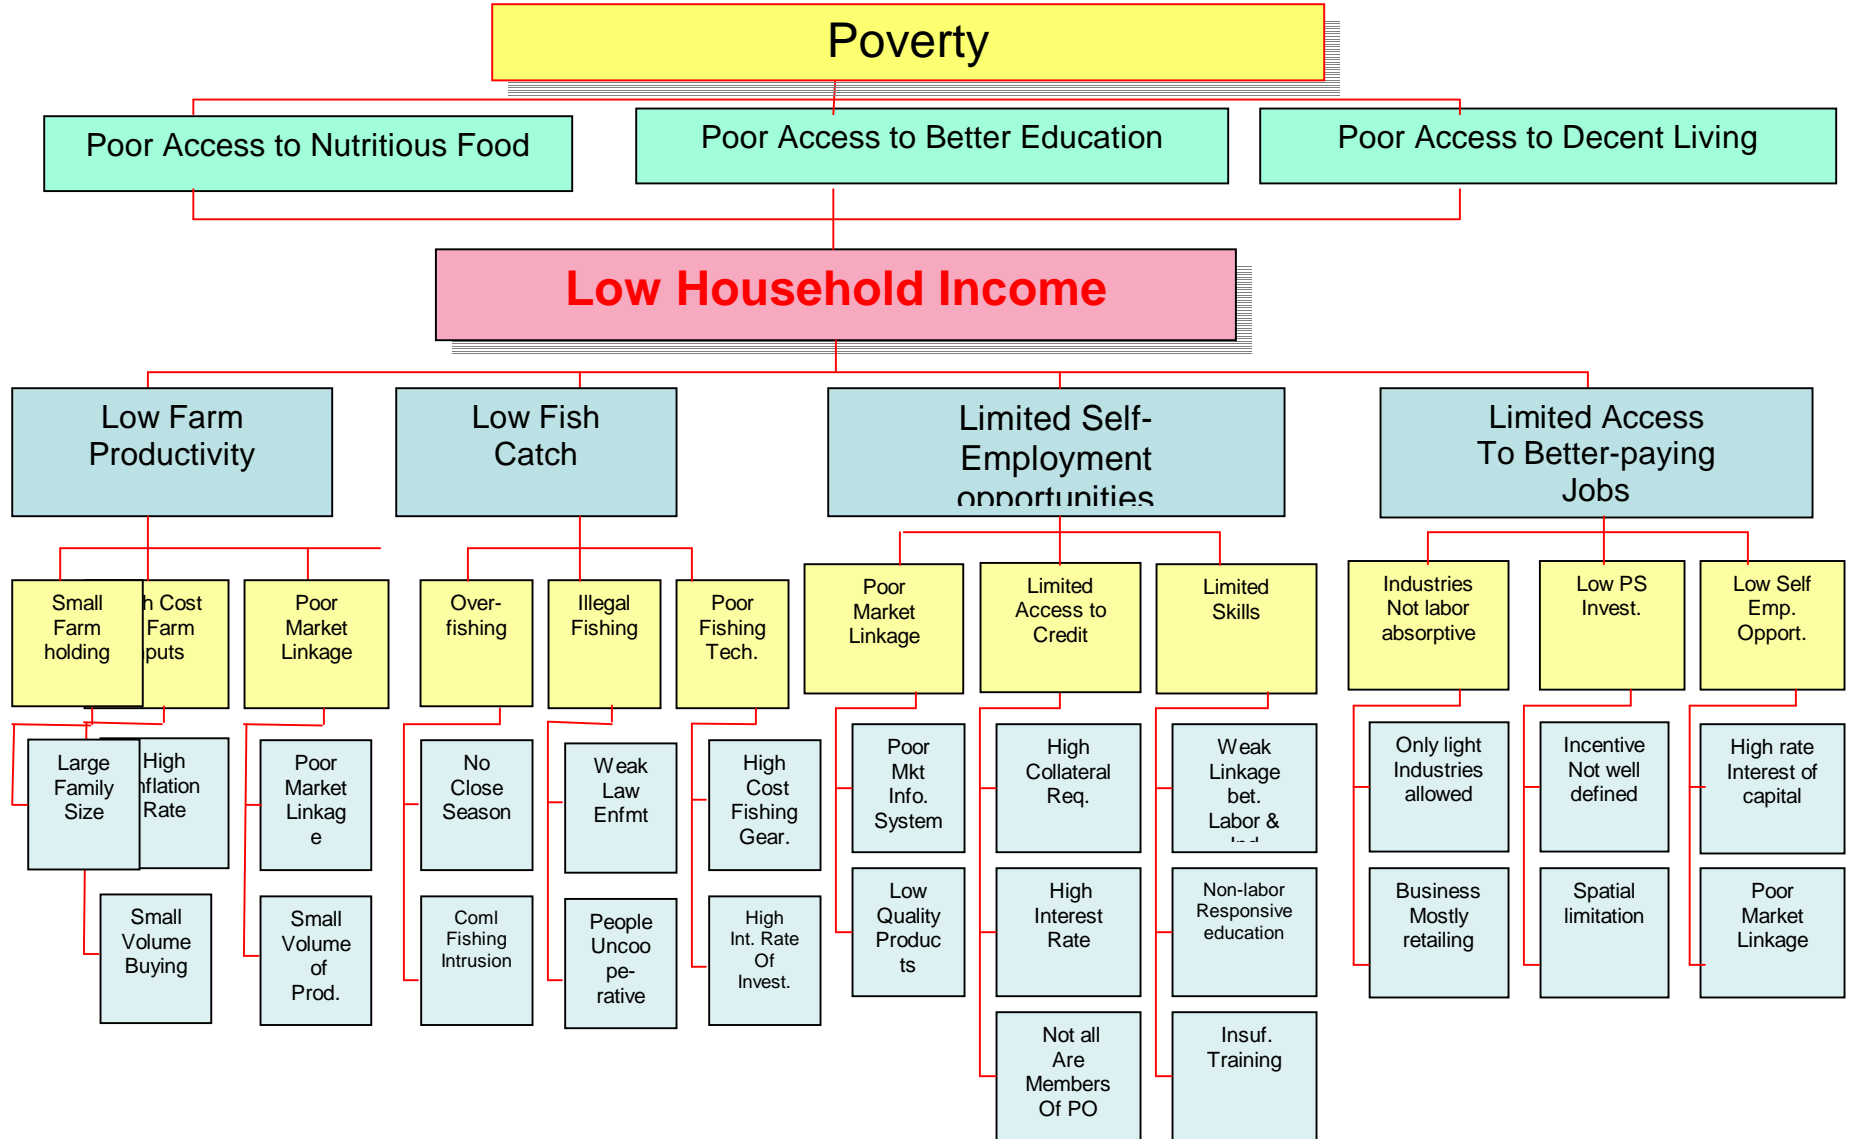 Poverty
Poor Access to Nutritious Food
Poor Access to Better Education
Poor Access to Decent Living
Low Household Income
Low Farm
Productivity
Low Fish
Catch
Limited Self-
Employment
opportunities
Limited Access
To Better-paying
Jobs
Small
Farm
holding
h Cost
Farm
puts
Poor
Market
Linkage
Over-
fishing
Illegal
Fishing
Poor
Fishing
Tech.
Poor
Market
Linkage
Limited
Access to
Credit
Limited
Skills
Industries
Not labor
absorptive
Low PS
Invest.
Low Self
Emp.
Opport.
Large
Family
Size
High
nflation
Rate
Poor
Market
Linkag
e
No
Close
Season
Weak
Law
Enfmt
High
Cost
Fishing
Gear.
Poor
Mkt
Info.
System
High
Collateral
Req.
Weak
Linkage
bet.
Labor &
Ind
Only light
Industries
allowed
Incentive
Not well
defined
High rate
Interest of
capital
Small
Volume
Buying
Small
Volume
of
Prod.
Coml
Fishing
Intrusion
People
Uncoo
pe-
rative
High
Int. Rate
Of
Invest.
Low
Quality
Produc
ts
High
Interest
Rate
Non-labor
Responsive
education
Business
Mostly
retailing
Spatial
limitation
Poor
Market
Linkage
Not all
Are
Members
Of PO
Insuf.
Training